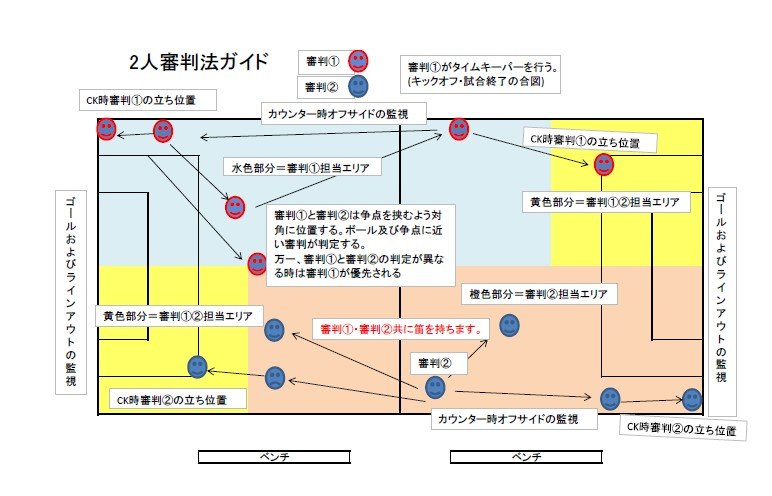 2人審判法ガイド
審判①
審判②
審判①がタイムキーパーを行う。
(キックオフ・試合終了の合図)
CK時審判①の立ち位置
カウンター時オフサイドの監視
CK時審判①の立ち位置
水色部分＝審判①担当エリア
黄色部分＝審判①②担当エリア
ゴールおよびラインアウトの監視
ゴールおよびラインアウトの監視
審判①と審判②は争点を挟むよう対
角に位置する。ボール及び争点に近
い審判が判定する。
万一、審判①と審判②の判定が異な
る時は審判①が優先される
橙色部分＝審判②担当エリア
黄色部分＝審判①②担当エリア
審判①・審判②共に笛を持ちます。
審判②
CK時審判②の立ち位置
カウンター時オフサイドの監視
CK時審判②の立ち位置
ベンチ
ベンチ